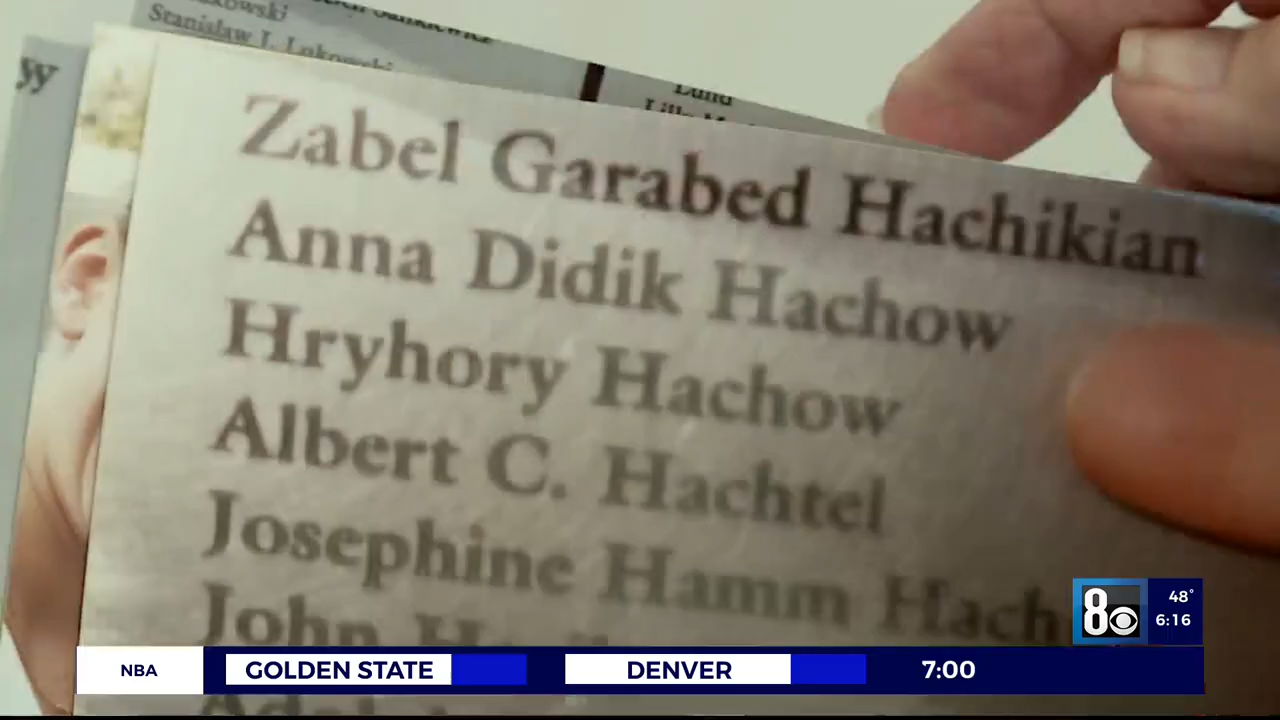 Stanislaw J. Lukowski
Zabel Garabed Hachikian
Anna Didik Hachow
Hryhory Hachow
Albert C. Hachtel
Josephine Hamm Hach
John
8
48°
6:16
NBA
GOLDEN STATE
DENVER
7:00